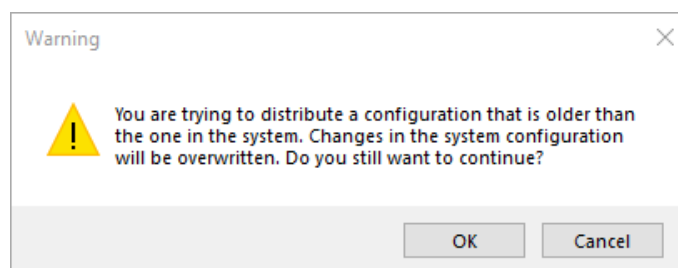 Warning
You are trying to distribute a configuration that is older than
the one in the system. Changes in the system configuration
will be overwritten. Do you still want to continue?
OK
Cancel